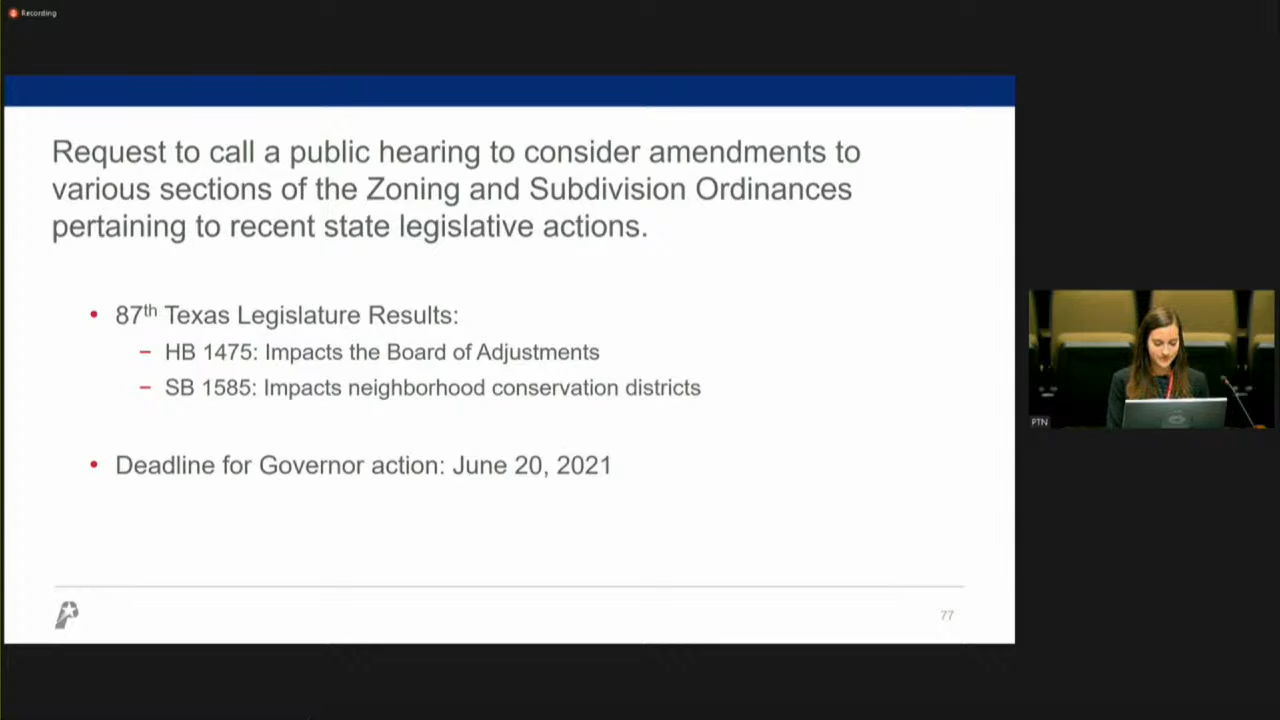 Recording
Request to call a public hearing to consider amendments to
various sections of the Zoning and Subdivision Ordinances
pertaining to recent state legislative actions.
• 87th Texas Legislature Results:
– HB 1475: Impacts the Board of Adjustments
– SB 1585: Impacts neighborhood conservation districts
• Deadline for Governor action: June 20, 2021
77
PTN